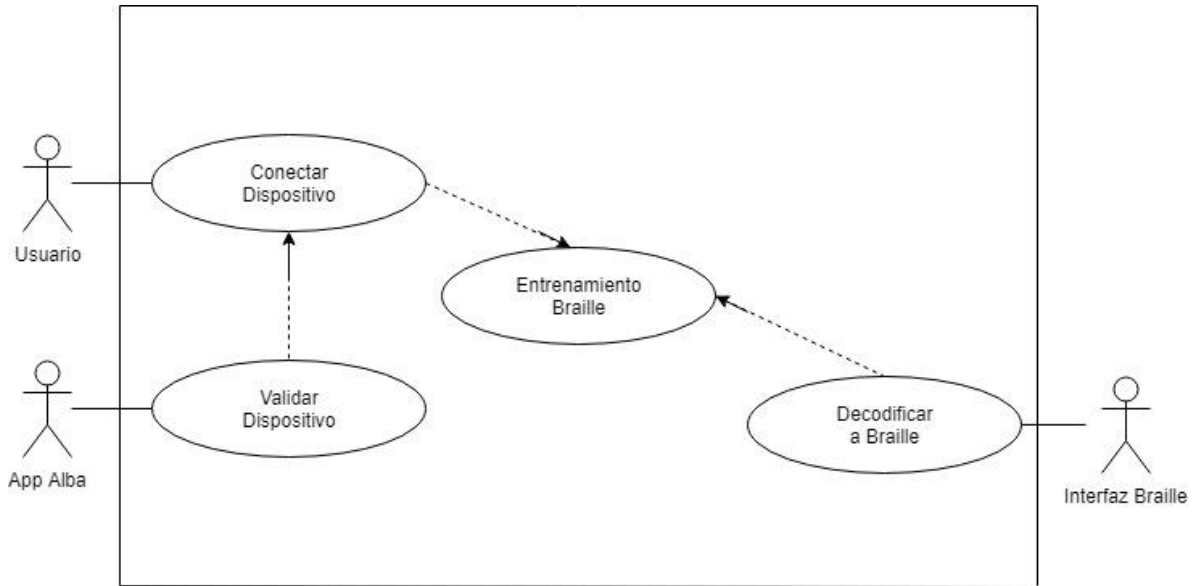 Conectar
Dispositivo
Usuario
Entrenamiento
Braille
Validar
Dispositivo
App Alba
Decodificar
a Braille
Interfaz Braille